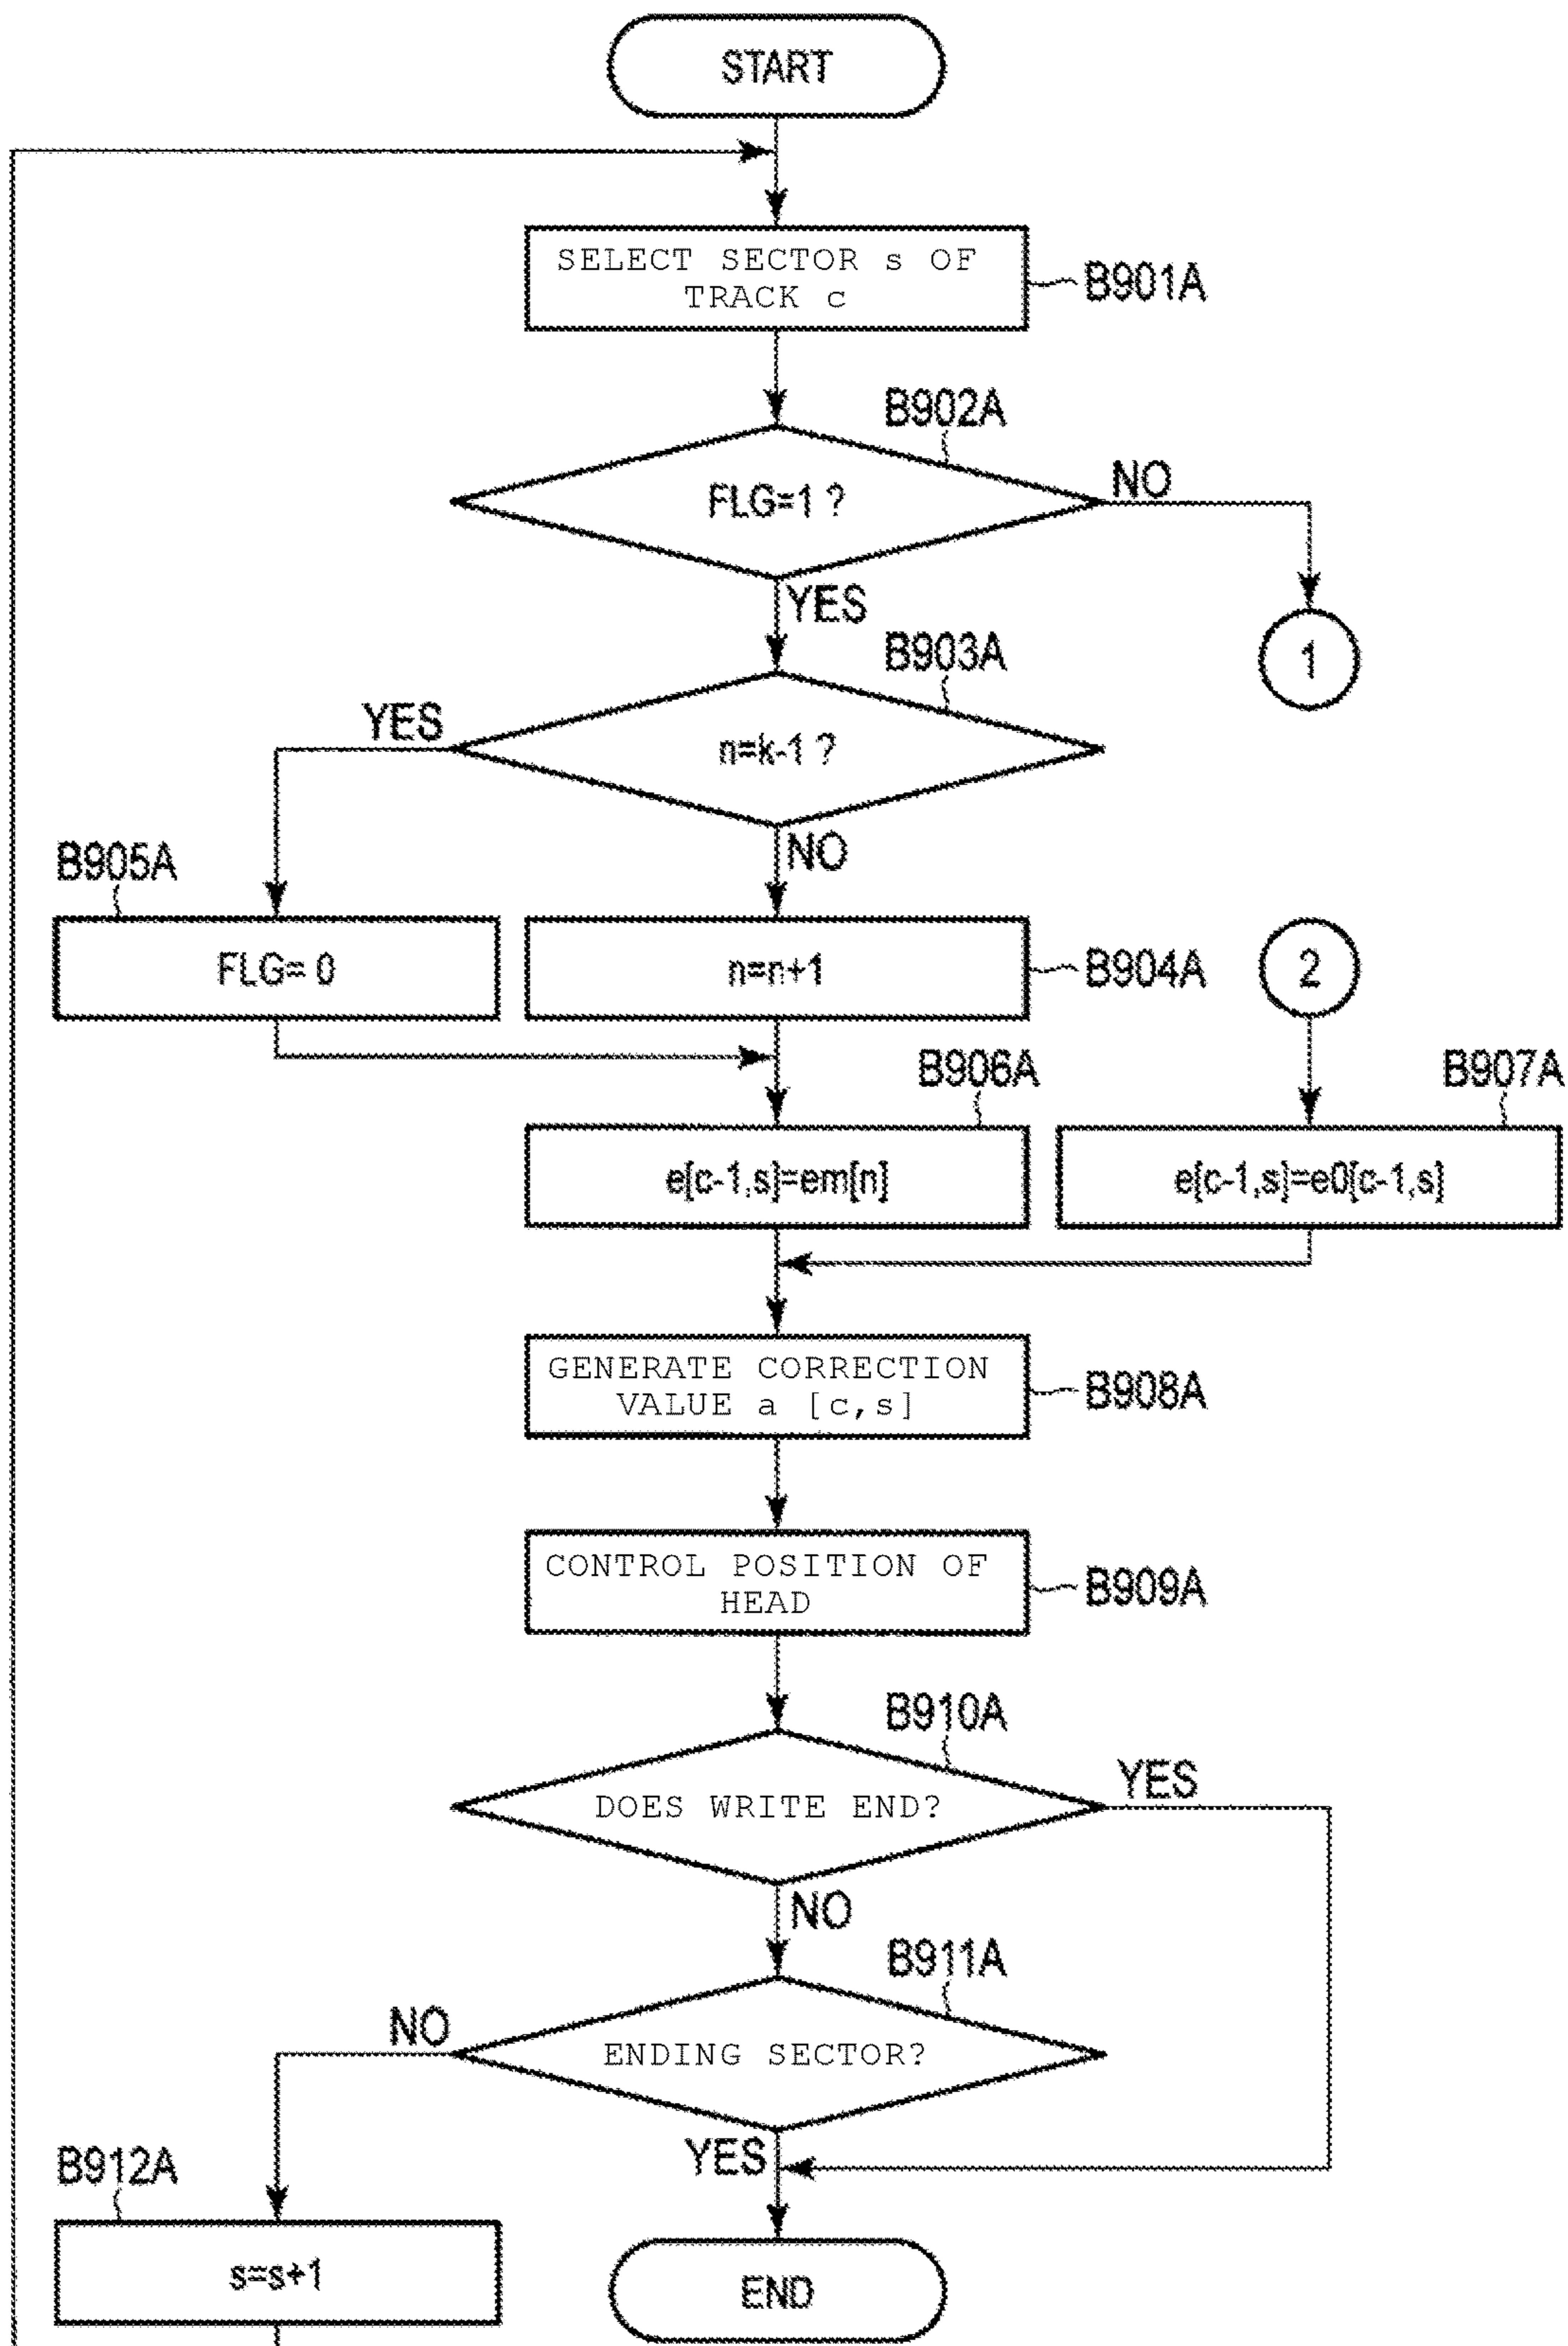 START
SELECT SECTOR s OF
TRACK c
B901A
B902A
FLG=1 ?
NO
YES
1
B903A
YES
n=k-1 ?
NO
B905A
FLG= 0
n=n+1
B904A
2
B906A
B907A
e[c-1,s]=em[n]
e[c-1,s]=e0[c-1,s]
GENERATE CORRECTION
VALUE a [c,s]
B908A
CONTROL POSITION OF
HEAD
B909A
B910A
YES
DOES WRITE END?
NO
B911A
NO
ENDING SECTOR?
YES
B912A
s=s+1
END